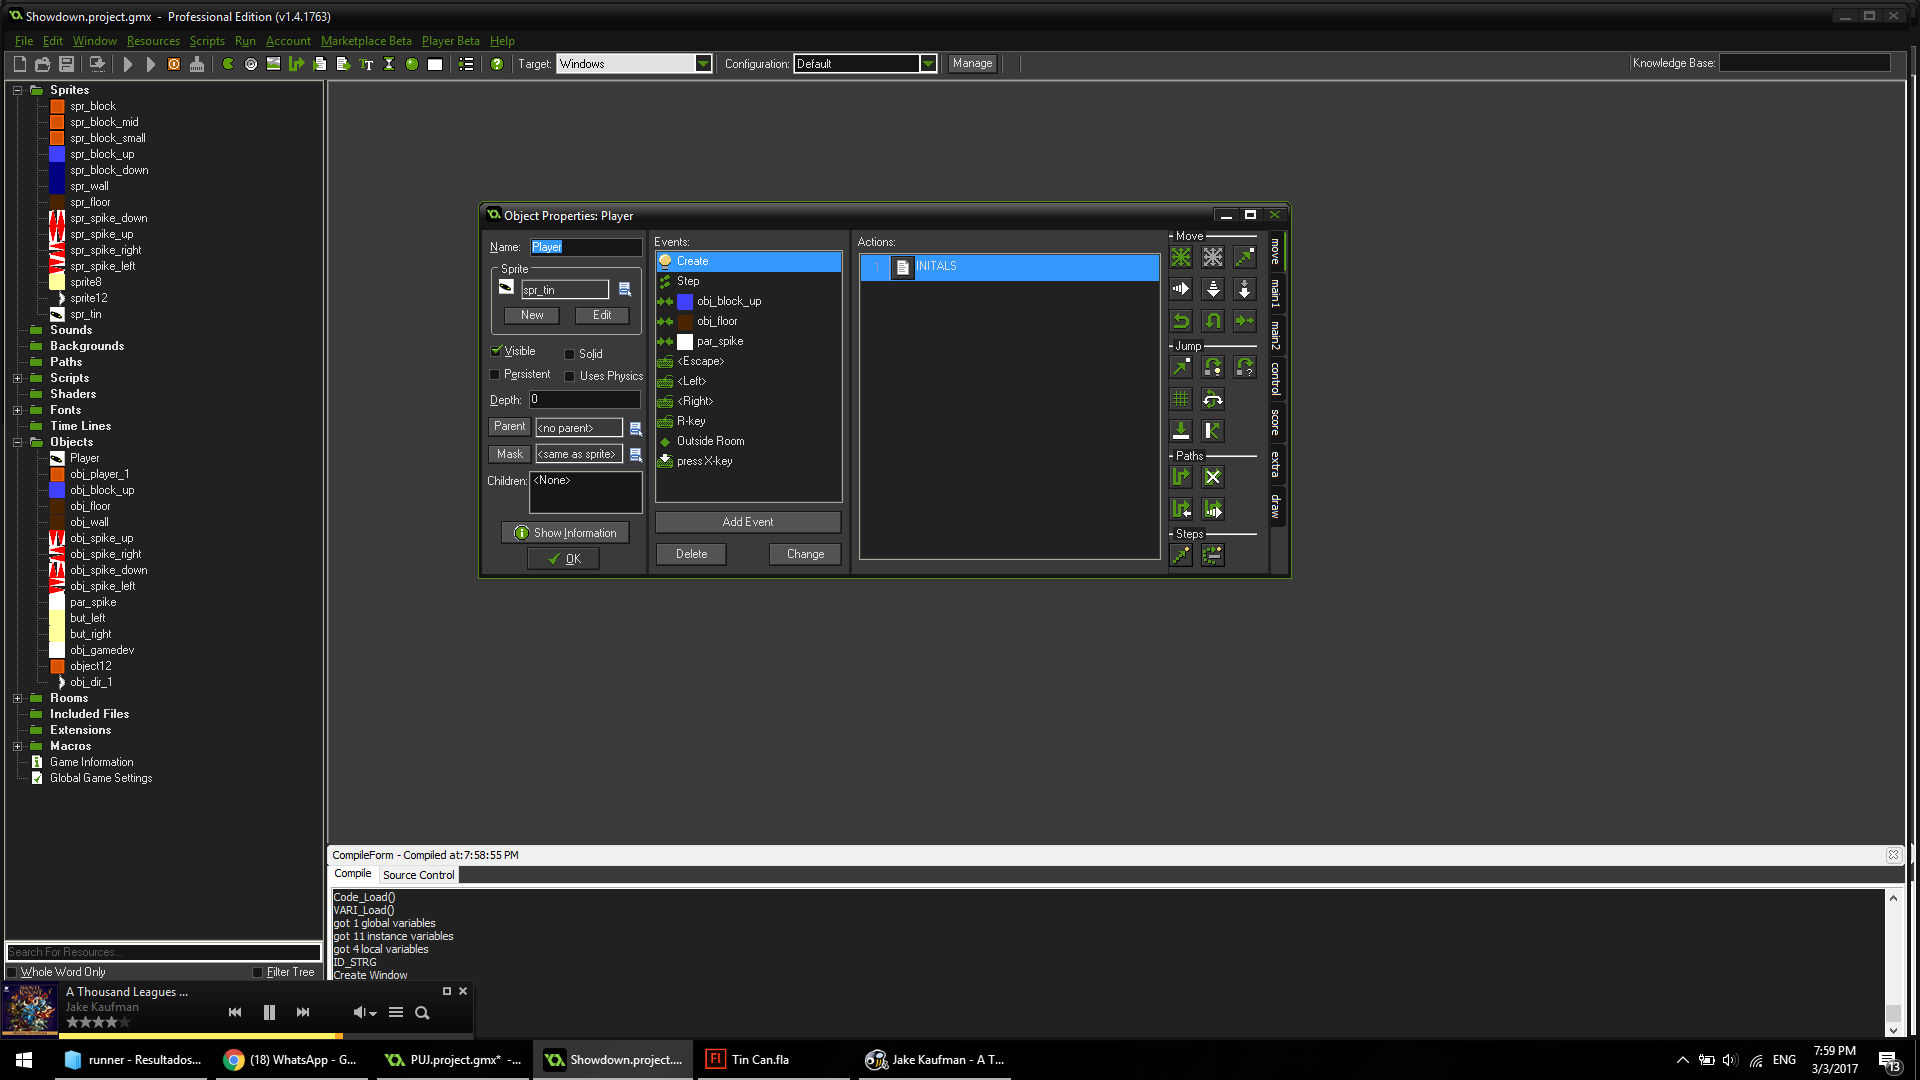 Showdown.project.gmx - Professional Edition (v1.4.1763)
File Edit Window Resources Scripts Run Account Marketplace Beta Player Beta Help
Target: Windows Configuration: Default Manage Knowledge Base:
Sprites
spr_block
spr_block_mid
spr_block_small
spr_block_up
spr_block_down
spr_wall
spr_floor
spr_spike_down
spr_spike_up
spr_spike_right
spr_spike_left
sprite8
sprite12
spr_tin
Sounds
Backgrounds
Paths
Scripts
Shaders
Fonts
Time Lines
Objects
Player
obj_player_1
obj_block_up
obj_floor
obj_wall
obj_spike_up
obj_spike_right
obj_spike_down
obj_spike_left
par_spike
but_left
but_right
obj_gamedev
object12
obj_dir_1
Rooms
Included Files
Extensions
Macros
Game Information
Global Game Settings
Search For Resources...
Whole Word Only Filter Tree
Object Properties: Player
Name: Player
Sprite
spr_tin
New Edit
Visible Solid
Persistent Uses Physics
Depth: 0
Parent <no parent>
Mask <same as sprite>
Children: <None>
Show Information
OK
Events:
Create
Step
obj_block_up
obj_floor
par_spike
<Escape>
<Left>
<Right>
R-key
Outside Room
press X-key
Add Event
Delete Change
Actions:
1 INITALS
Move
Jump
Paths
Steps
move
main1
main2
control
score
extra
draw
CompileForm - Compiled at:7:58:55 PM
Compile Source Control
Code_Load()
VARI_Load()
got 1 global variables
got 11 instance variables
got 4 local variables
ID_STRG
Create Window
A Thousand Leagues ...
Jake Kaufman
runner - Resultados... (18) WhatsApp - G... PUJ.project.gmx* -... Showdown.project.... Fl Tin Can.fla Jake Kaufman - A T...
ENG
7:59 PM
3/3/2017
13